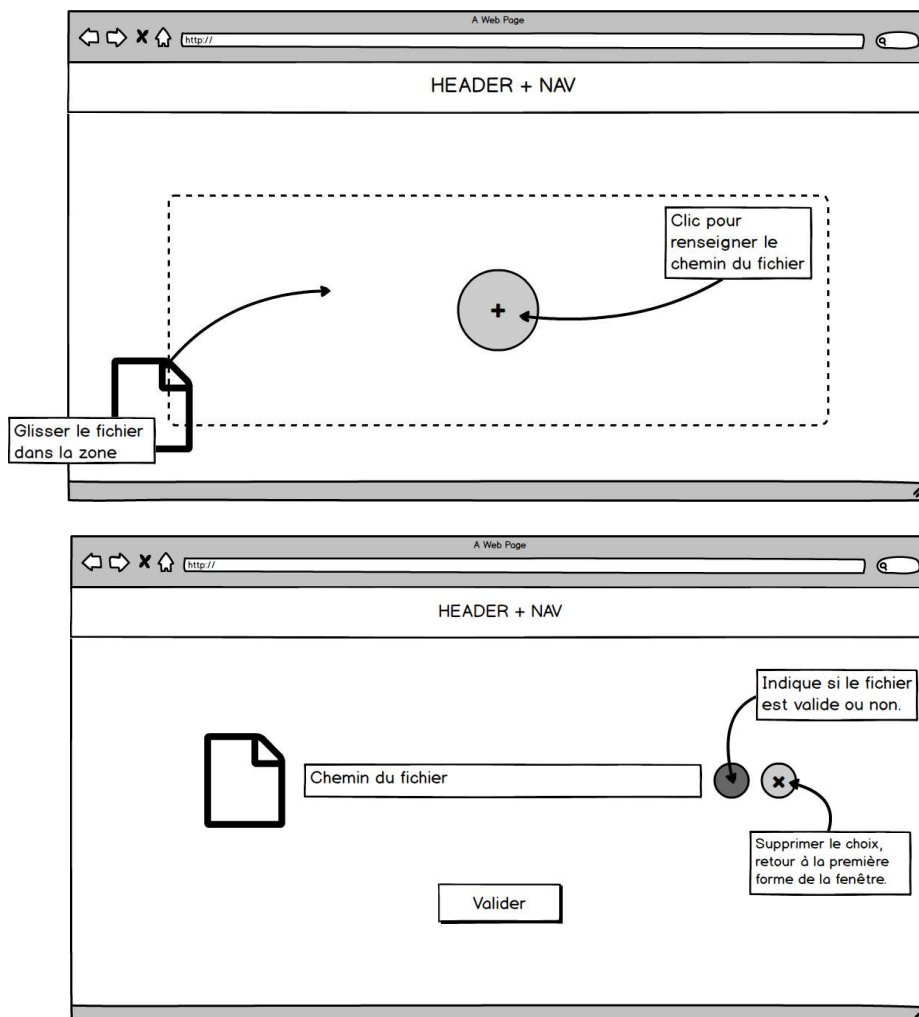 A Web Page
http://
HEADER + NAV
Clic pour
renseigner le
chemin du fichier
+
Glisser le fichier
dans la zone
A Web Page
http://
HEADER + NAV
Indique si le fichier
est valide ou non.
Chemin du fichier
x
Supprimer le choix,
retour à la première
forme de la fenêtre.
Valider